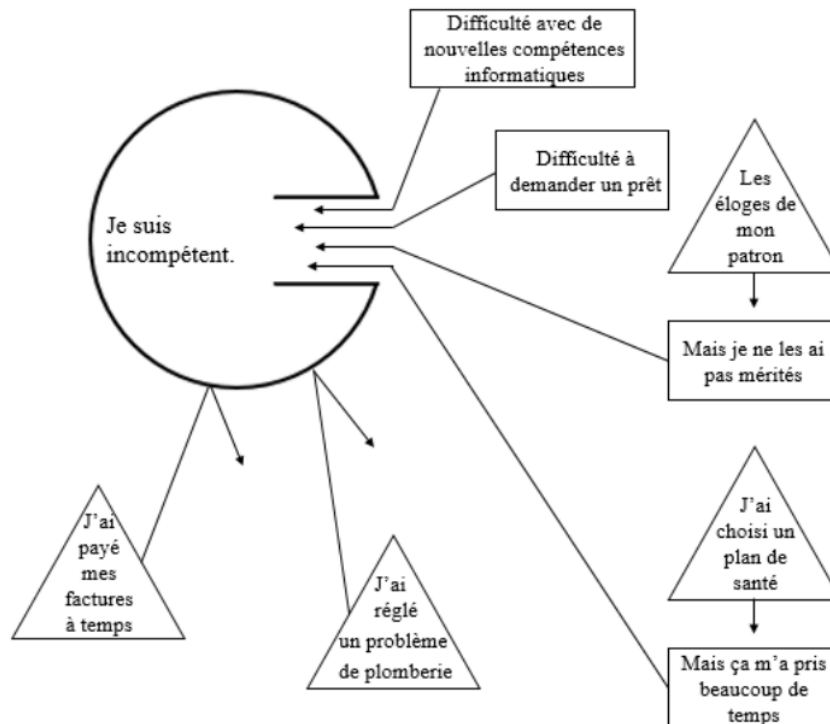 Difficulté avec de
nouvelles compétences
informatiques
Difficulté à
demander un prêt
Je suis
incompétent.
Les
éloges de
mon
patron
Mais je ne les ai
pas mérités
J’ai
payé
mes
factures
à temps
J’ai
réglé
un problème
de plomberie
J’ai
choisi un
plan de
santé
Mais ça m’a pris
beaucoup de
temps